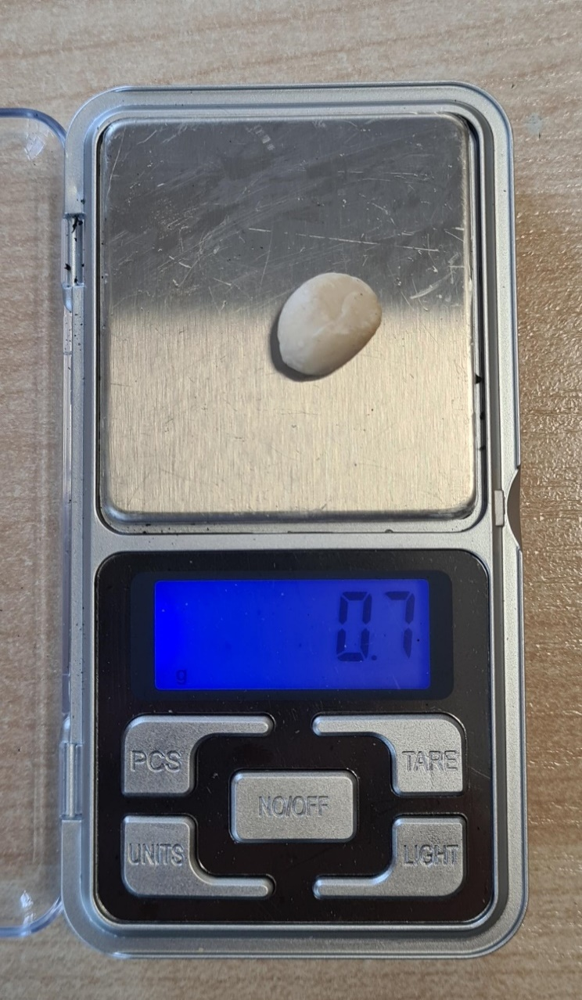 0.7
g
PCS
TARE
NO/OFF
UNITS
LIGHT